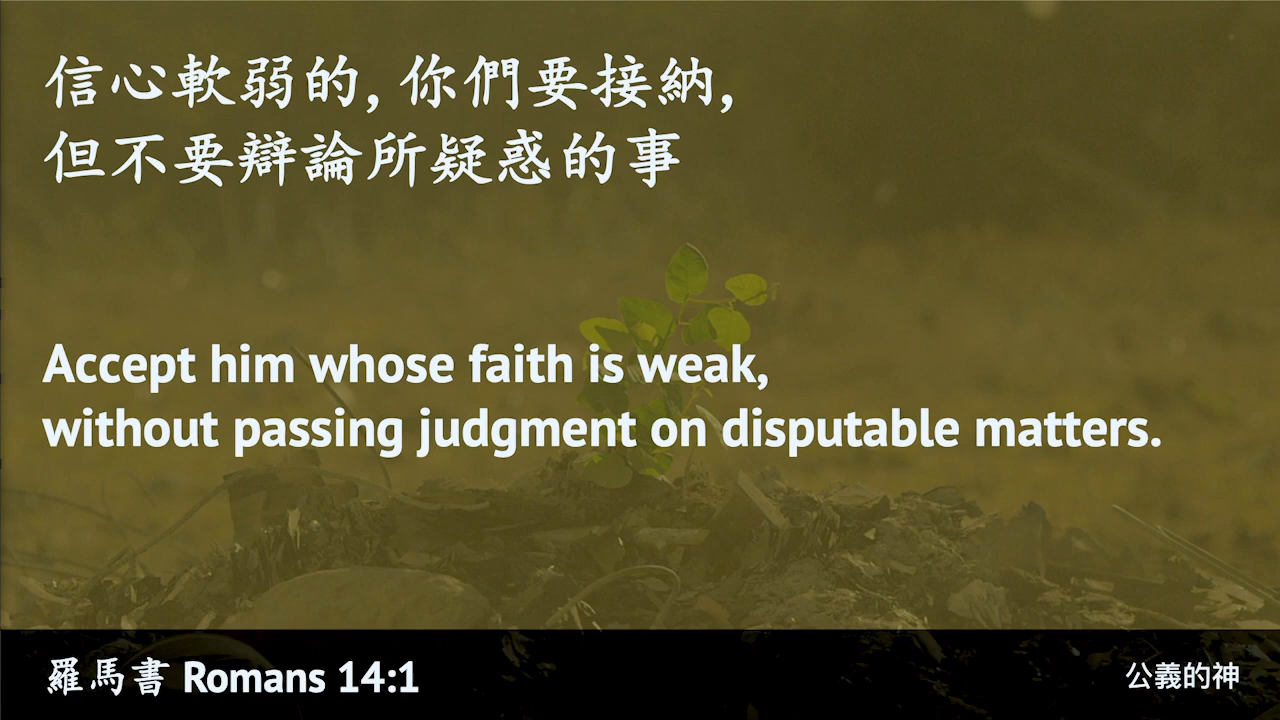 信心軟弱的, 你們要接納,
但不要辯論所疑惑的事
Accept him whose faith is weak,
without passing judgment on disputable matters.
羅馬書 Romans 14:1
公義的神